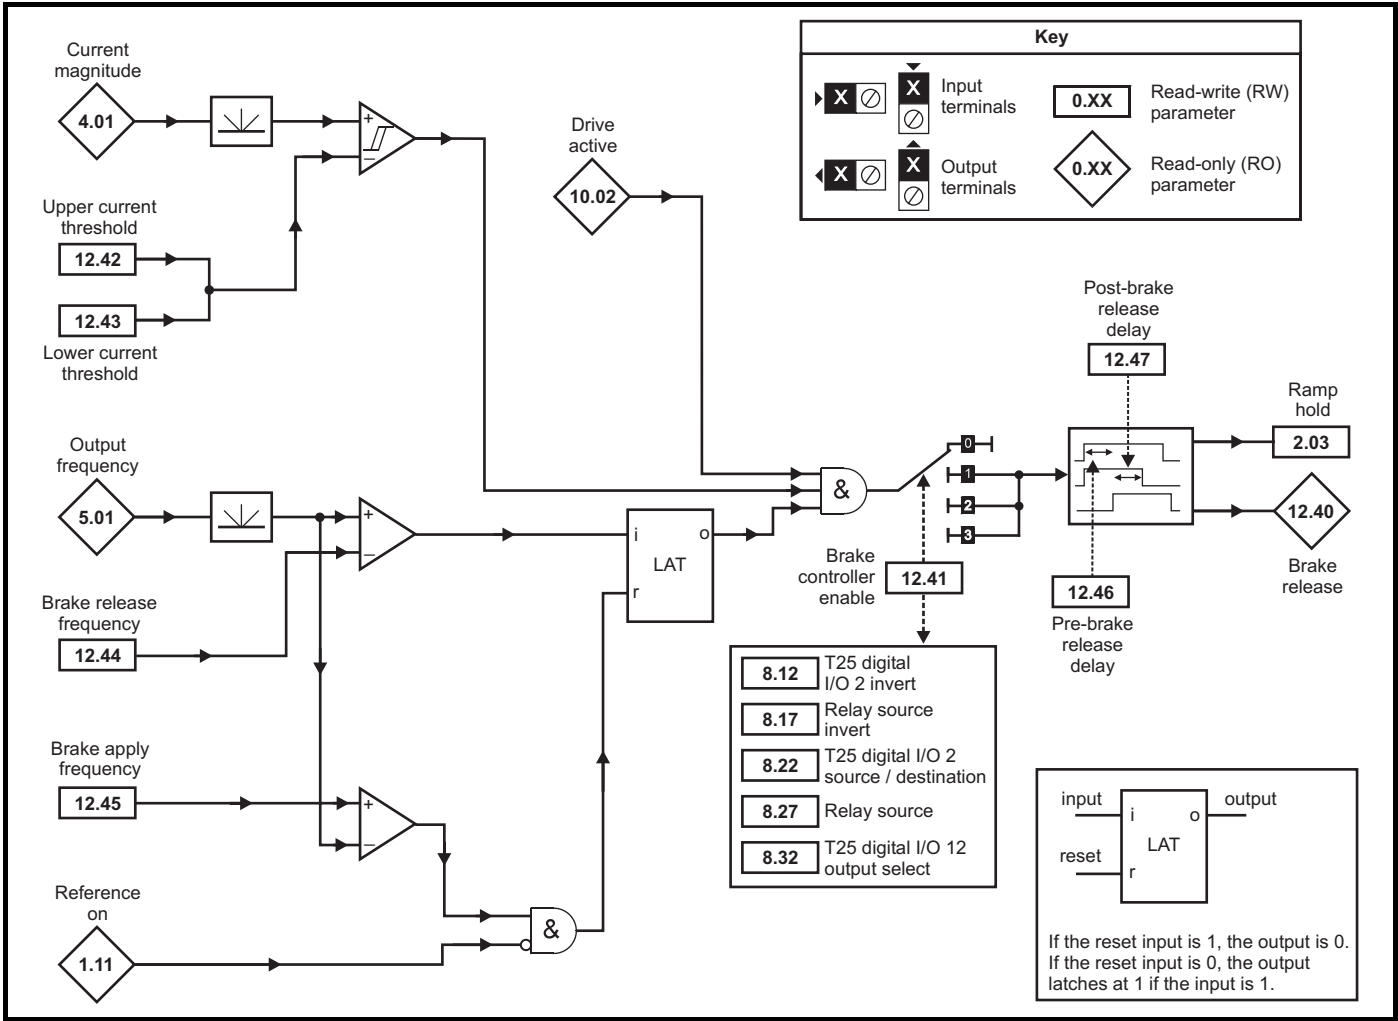 Current
magnitude
4.01
+
−
Upper current
threshold
12.42
12.43
Lower current
threshold
Drive
active
10.02
Key
X
X
Input
terminals
0.XX
Read-write (RW)
parameter
X
X
Output
terminals
0.XX
Read-only (RO)
parameter
Output
frequency
5.01
+
−
Brake release
frequency
12.44
i
o
LAT
r
&
0
1
2
3
Brake
controller
enable
12.41
Post-brake
release
delay
12.47
12.46
Pre-brake
release
delay
Ramp
hold
2.03
12.40
Brake
release
8.12
T25 digital
I/O 2 invert
8.17
Relay source
invert
8.22
T25 digital I/O 2
source / destination
8.27
Relay source
8.32
T25 digital I/O 12
output select
Brake apply
frequency
12.45
+
−
Reference
on
1.11
&
input
reset
i
o
LAT
r
output
If the reset input is 1, the output is 0.
If the reset input is 0, the output
latches at 1 if the input is 1.